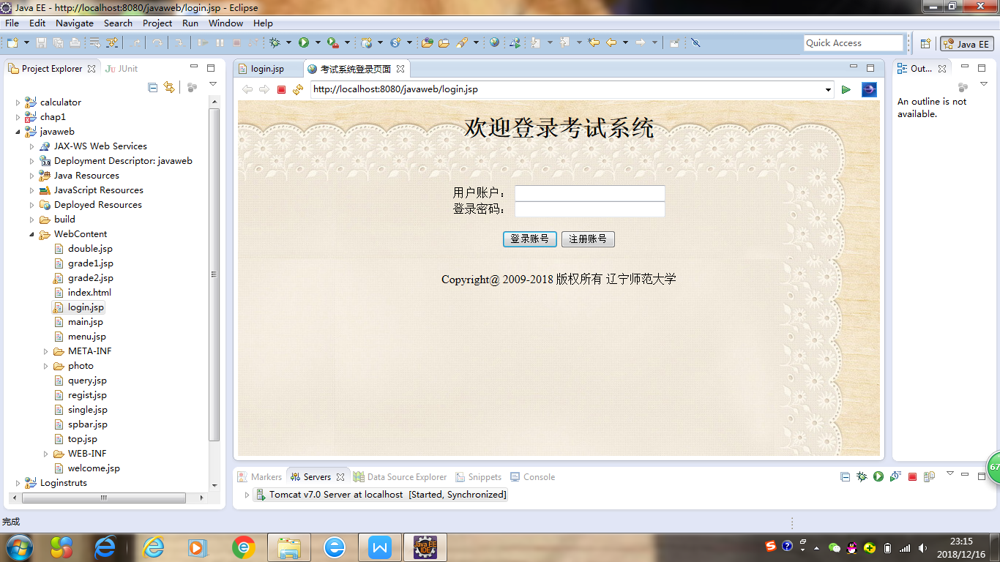 Java EE - http://localhost:8080/javaweb/login.jsp - Eclipse
File Edit Navigate Search Project Run Window Help
Quick Access
Java EE
Project Explorer
JUnit
calculator
chap1
javaweb
JAX-WS Web Services
Deployment Descriptor: javaweb
Java Resources
JavaScript Resources
Deployed Resources
build
WebContent
double.jsp
grade1.jsp
grade2.jsp
index.html
login.jsp
main.jsp
menu.jsp
META-INF
photo
query.jsp
regist.jsp
single.jsp
spbar.jsp
top.jsp
WEB-INF
welcome.jsp
Loginstruts
login.jsp
考试系统登录页面
http://localhost:8080/javaweb/login.jsp
欢迎登录考试系统
用户账户：
登录密码：
登录账号 注册账号
Copyright@ 2009-2018 版权所有 辽宁师范大学
Out...
An outline is not
available.
Markers Servers Data Source Explorer Snippets Console
Tomcat v7.0 Server at localhost [Started, Synchronized]
67
完成
Java EE
IDE
23:15
2018/12/16